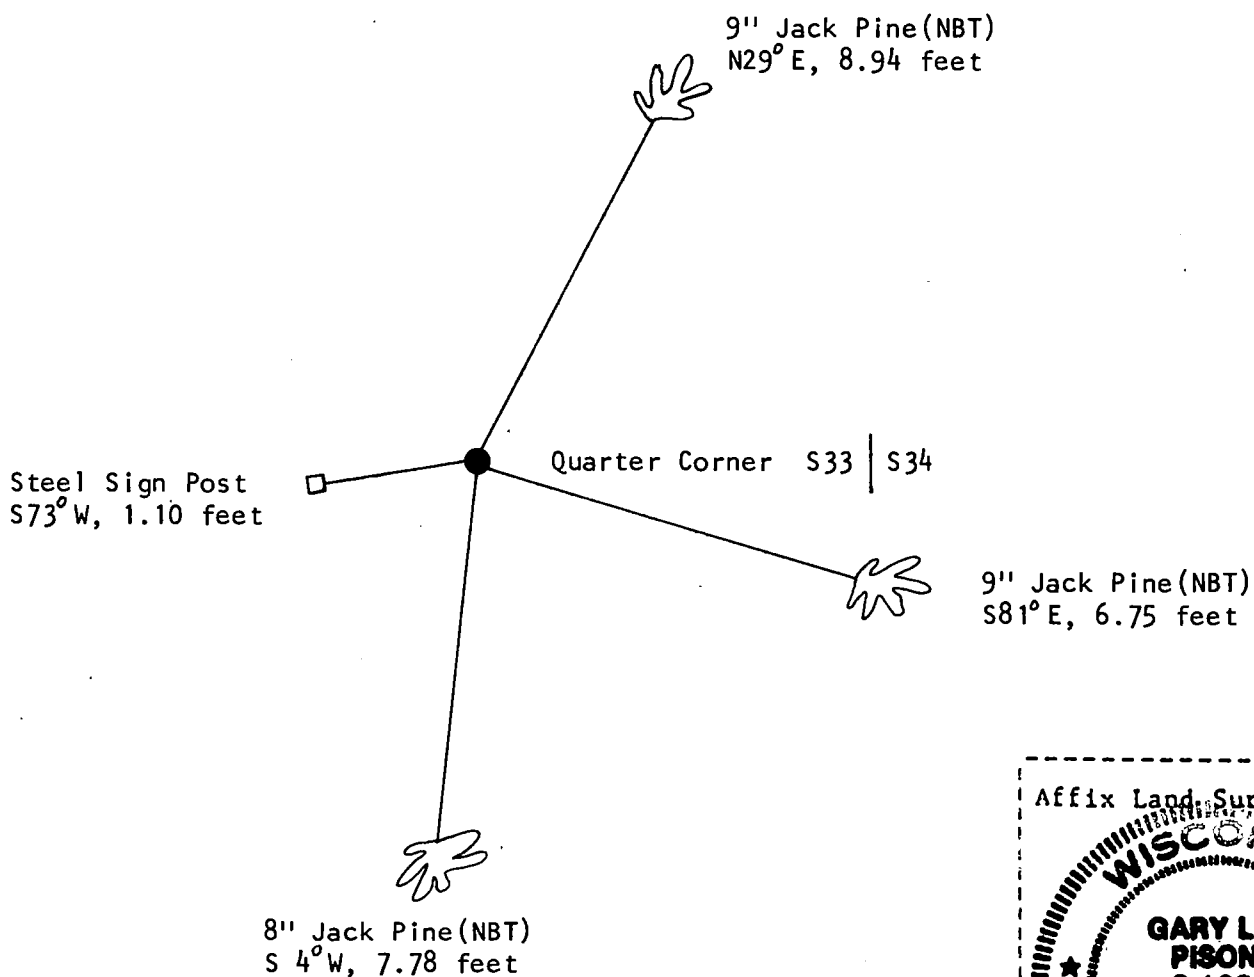 9" Jack Pine(NBT)
N29° E, 8.94 feet
Quarter Corner S33 | S34
Steel Sign Post
S73° W, 1.10 feet
9" Jack Pine(NBT)
S81° E, 6.75 feet
8" Jack Pine(NBT)
S 4° W, 7.78 feet
Affix Land Sur
WISCO
GARY L
PISON